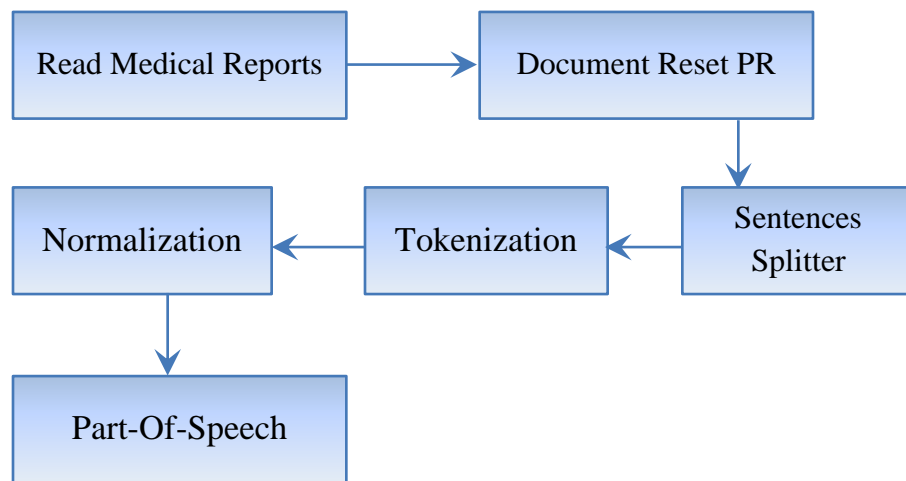 Read Medical Reports
Document Reset PR
Sentences
Splitter
Tokenization
Normalization
Part-Of-Speech